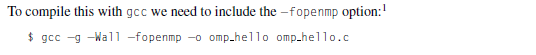 To compile this with gcc we need to include the −fopenmp option:1
$ gcc −g −Wall −fopenmp −o omp_hello omp_hello.c